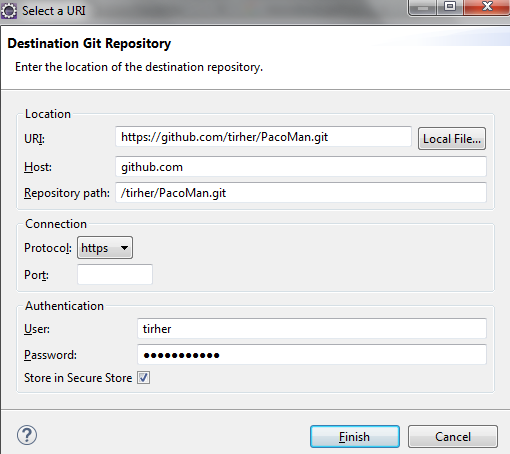 Select a URI
Destination Git Repository
Enter the location of the destination repository.
Location
URI: https://github.com/tirher/PacoMan.git Local File...
Host: github.com
Repository path: /tirher/PacoMan.git
Connection
Protocol: https
Port:
Authentication
User: tirher
Password: ●●●●●●●●●●●
Store in Secure Store
? Finish Cancel